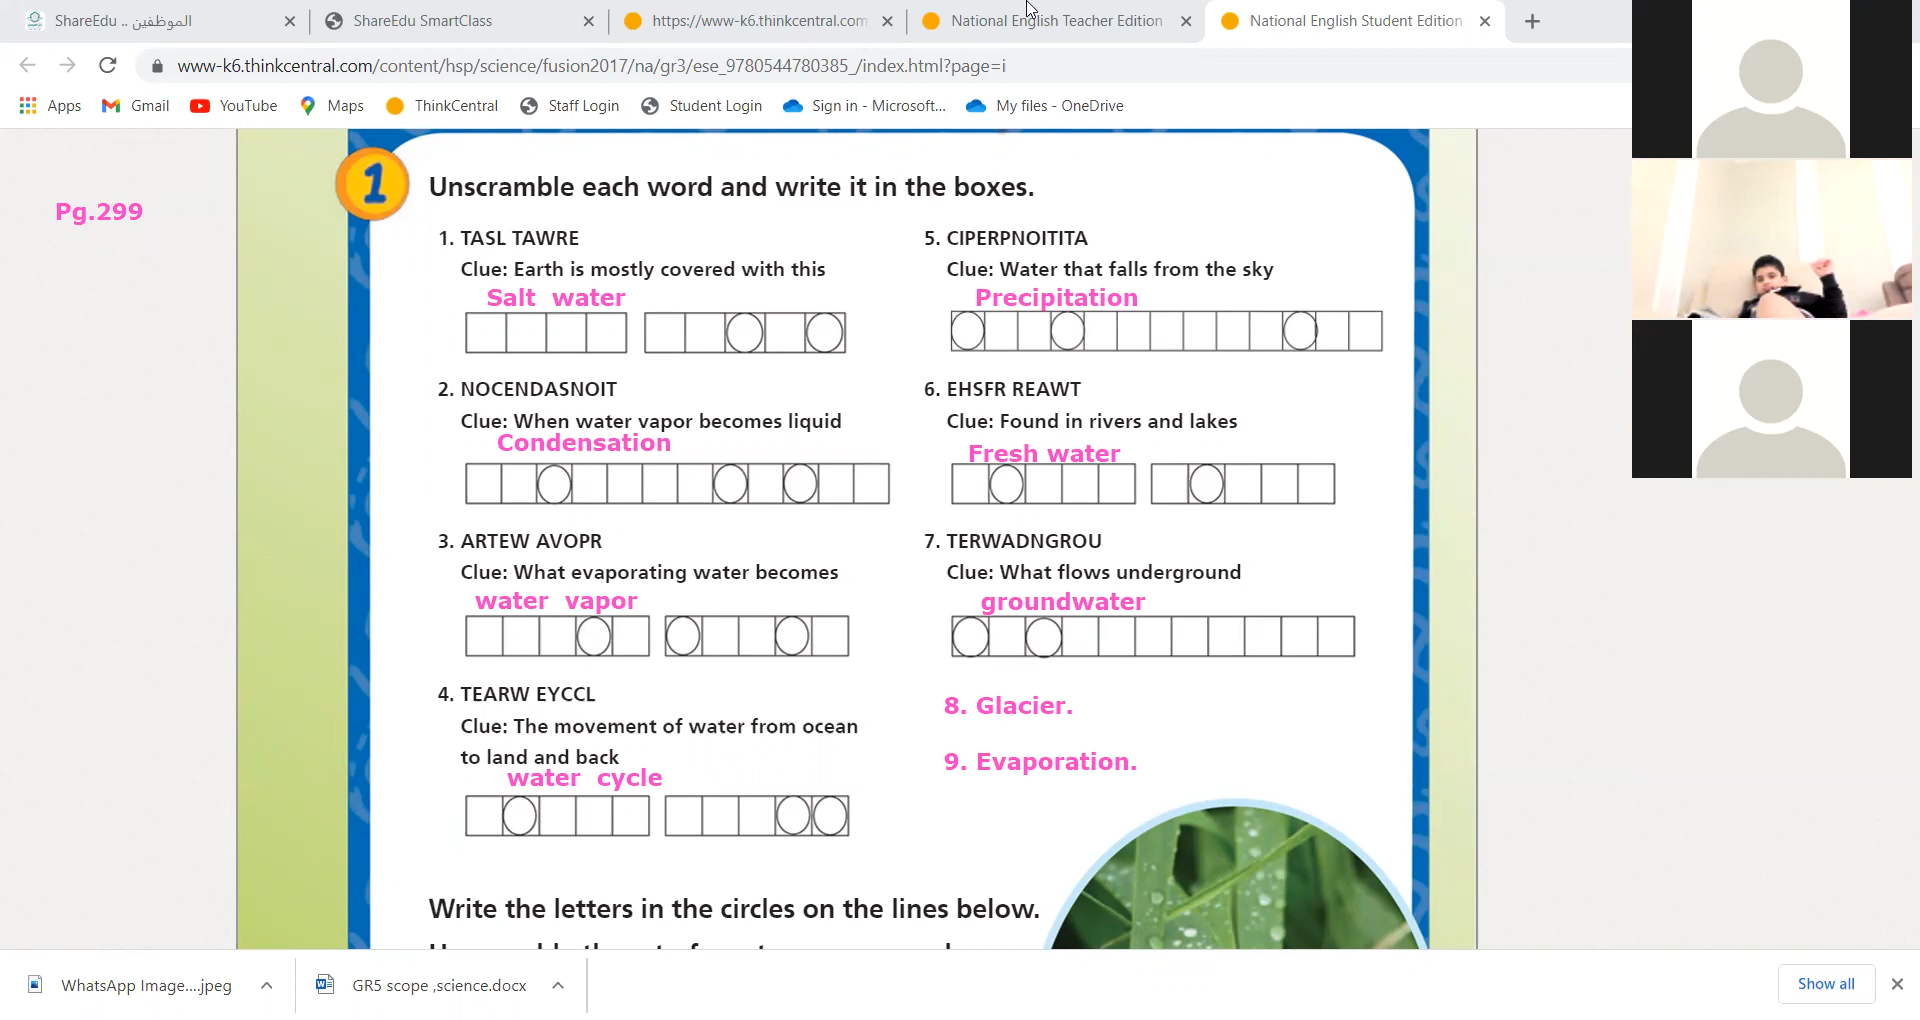 ShareEdu .. الموظفين
ShareEdu SmartClass
https://www-k6.thinkcentral.com
National English Teacher Edition
National English Student Edition
www-k6.thinkcentral.com/content/hsp/science/fusion2017/na/gr3/ese_9780544780385_/index.html?page=i
Apps
Gmail
YouTube
Maps
ThinkCentral
Staff Login
Student Login
Sign in - Microsoft...
My files - OneDrive
Pg.299
1 Unscramble each word and write it in the boxes.
1. TASL TAWRE
Clue: Earth is mostly covered with this
Salt water
2. NOCENDASNOIT
Clue: When water vapor becomes liquid
Condensation
3. ARTEW AVOPR
Clue: What evaporating water becomes
water vapor
4. TEARW EYCCL
Clue: The movement of water from ocean
to land and back
water cycle
5. CIPERPNOITITA
Clue: Water that falls from the sky
Precipitation
6. EHSFR REAWT
Clue: Found in rivers and lakes
Fresh water
7. TERWADNGROU
Clue: What flows underground
groundwater
8. Glacier.
9. Evaporation.
Write the letters in the circles on the lines below.
WhatsApp Image....jpeg
GR5 scope ,science.docx
Show all